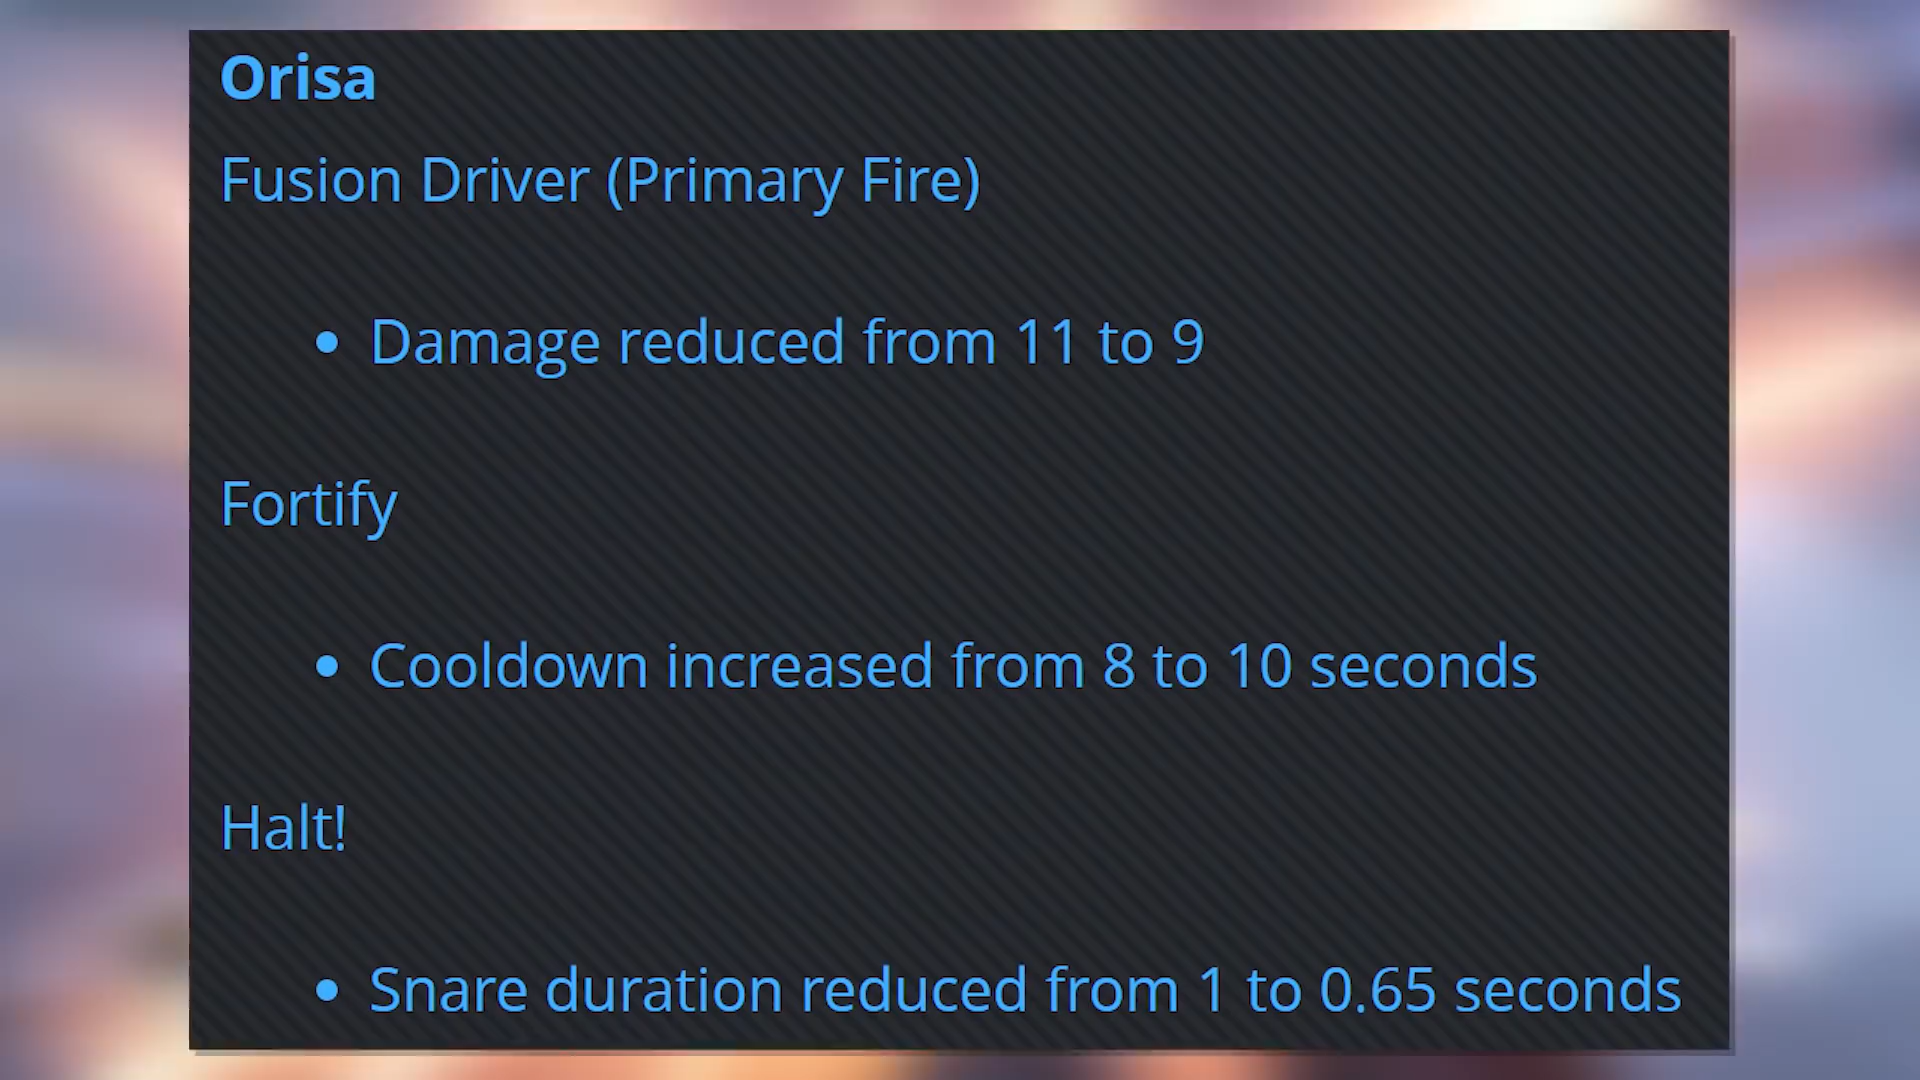 Orisa
Fusion Driver (Primary Fire)
• Damage reduced from 11 to 9
Fortify
• Cooldown increased from 8 to 10 seconds
Halt!
• Snare duration reduced from 1 to 0.65 seconds